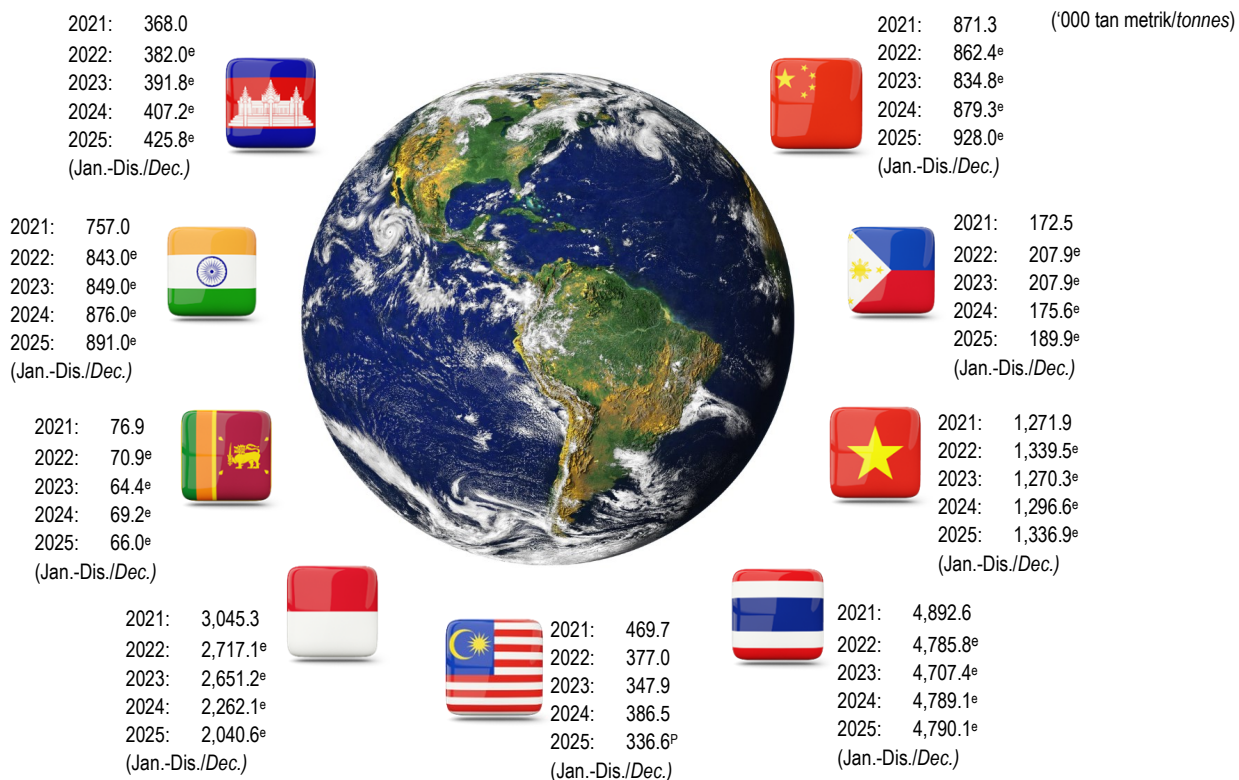 ('000 tan metrik/tonnes)
2021: 368.0
2022: 382.0ᵉ
2023: 391.8ᵉ
2024: 407.2ᵉ
2025: 425.8ᵉ
(Jan.-Dis./Dec.)
2021: 871.3
2022: 862.4ᵉ
2023: 834.8ᵉ
2024: 879.3ᵉ
2025: 928.0ᵉ
(Jan.-Dis./Dec.)
2021: 757.0
2022: 843.0ᵉ
2023: 849.0ᵉ
2024: 876.0ᵉ
2025: 891.0ᵉ
(Jan.-Dis./Dec.)
2021: 172.5
2022: 207.9ᵉ
2023: 207.9ᵉ
2024: 175.6ᵉ
2025: 189.9ᵉ
(Jan.-Dis./Dec.)
2021: 76.9
2022: 70.9ᵉ
2023: 64.4ᵉ
2024: 69.2ᵉ
2025: 66.0ᵉ
(Jan.-Dis./Dec.)
2021: 1,271.9
2022: 1,339.5ᵉ
2023: 1,270.3ᵉ
2024: 1,296.6ᵉ
2025: 1,336.9ᵉ
(Jan.-Dis./Dec.)
2021: 3,045.3
2022: 2,717.1ᵉ
2023: 2,651.2ᵉ
2024: 2,262.1ᵉ
2025: 2,040.6ᵉ
(Jan.-Dis./Dec.)
2021: 469.7
2022: 377.0
2023: 347.9
2024: 386.5
2025: 336.6ᴾ
(Jan.-Dis./Dec.)
2021: 4,892.6
2022: 4,785.8ᵉ
2023: 4,707.4ᵉ
2024: 4,789.1ᵉ
2025: 4,790.1ᵉ
(Jan.-Dis./Dec.)